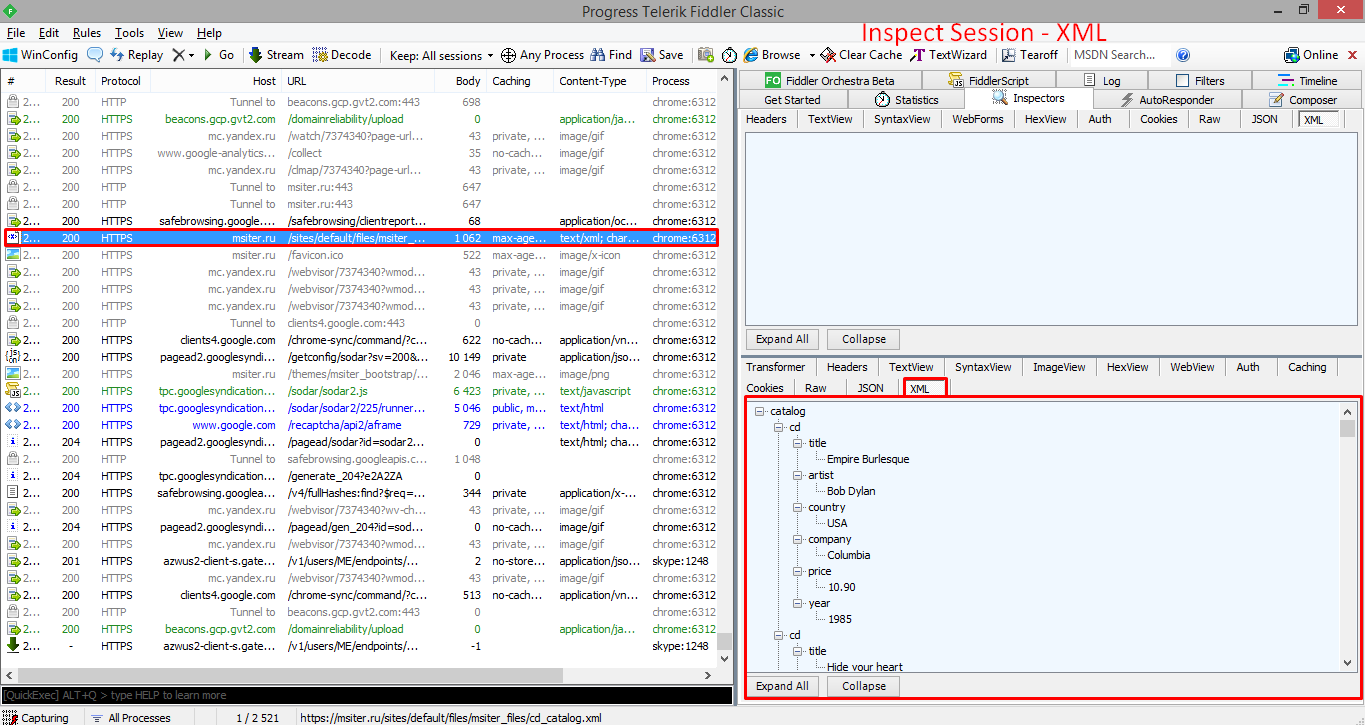 Progress Telerik Fiddler Classic
File Edit Rules Tools View Help
Inspect Session - XML
WinConfig Replay Go Stream Decode Keep: All sessions Any Process Find Save Browse Clear Cache TextWizard Tearoff MSDN Search... Online
# Result Protocol Host URL Body Caching Content-Type Process
2... 200 HTTP Tunnel to beacons.gcp.gvt2.com:443 698 chrome:6312
2... 200 HTTPS beacons.gcp.gvt2.com /domainreliability/upload 0 application/ja... chrome:6312
2... 200 HTTPS mc.yandex.ru /watch/7374340?page-url... 43 private, ... image/gif chrome:6312
2... 200 HTTPS www.google-analytics... /collect 35 no-cach... image/gif chrome:6312
2... 200 HTTPS mc.yandex.ru /clmap/7374340?page-url... 43 private, ... image/gif chrome:6312
2... 200 HTTP Tunnel to msiter.ru:443 647 chrome:6312
2... 200 HTTP Tunnel to msiter.ru:443 647 chrome:6312
2... 200 HTTPS safebrowsing.google.... /safebrowsing/clientreport... 68 application/oc... chrome:6312
2... 200 HTTPS msiter.ru /sites/default/files/msiter_... 1 062 max-age... text/xml; char... chrome:6312
2... 200 HTTPS msiter.ru /favicon.ico 522 max-age... image/x-icon chrome:6312
2... 200 HTTPS mc.yandex.ru /webvisor/7374340?wmod... 43 private, ... image/gif chrome:6312
2... 200 HTTPS mc.yandex.ru /webvisor/7374340?wmod... 43 private, ... image/gif chrome:6312
2... 200 HTTPS mc.yandex.ru /webvisor/7374340?wmod... 43 private, ... image/gif chrome:6312
2... 200 HTTP Tunnel to clients4.google.com:443 0 chrome:6312
2... 200 HTTPS clients4.google.com /chrome-sync/command/?c... 622 no-cach... application/vn... chrome:6312
2... 200 HTTPS pagead2.googlesyndi... /getconfig/sodar?sv=200&... 10 149 private application/jso... chrome:6312
2... 200 HTTPS msiter.ru /themes/msiter_bootstrap/... 2 046 max-age... image/png chrome:6312
2... 200 HTTPS tpc.googlesyndication... /sodar/sodar2.js 6 423 private, ... text/javascript chrome:6312
2... 200 HTTPS tpc.googlesyndication... /sodar/sodar2/225/runner... 5 046 public, m... text/html chrome:6312
2... 200 HTTPS www.google.com /recaptcha/api2/aframe 729 private, ... text/html; cha... chrome:6312
2... 204 HTTPS pagead2.googlesyndi... /pagead/sodar?id=sodar2... 0 text/html; cha... chrome:6312
2... 200 HTTP Tunnel to safebrowsing.googleapis.c... 1 048 chrome:6312
2... 204 HTTPS tpc.googlesyndication... /generate_204?e2A2ZA 0 chrome:6312
2... 200 HTTPS safebrowsing.googlea... /v4/fullHashes:find?$req=... 344 private application/x-... chrome:6312
2... 200 HTTPS mc.yandex.ru /webvisor/7374340?wv-ch... 43 private, ... image/gif chrome:6312
2... 204 HTTPS pagead2.googlesyndi... /pagead/gen_204?id=sod... 0 no-cach... image/gif chrome:6312
2... 200 HTTPS mc.yandex.ru /webvisor/7374340?wmod... 43 private, ... image/gif chrome:6312
2... 201 HTTPS azwus2-client-s.gate... /v1/users/ME/endpoints/... 2 no-store... application/jso... skype:1248
2... 200 HTTPS mc.yandex.ru /webvisor/7374340?wmod... 43 private, ... image/gif chrome:6312
2... 200 HTTPS clients4.google.com /chrome-sync/command/?c... 513 no-cach... application/vn... chrome:6312
2... 200 HTTP Tunnel to beacons.gcp.gvt2.com:443 0 chrome:6312
2... 200 HTTPS beacons.gcp.gvt2.com /domainreliability/upload 0 application/ja... chrome:6312
2... - HTTPS azwus2-client-s.gate... /v1/users/ME/endpoints/... -1 skype:1248
[QuickExec] ALT+Q > type HELP to learn more
Capturing All Processes 1 / 2 521 https://msiter.ru/sites/default/files/msiter_files/cd_catalog.xml
FO Fiddler Orchestra Beta FiddlerScript Log Filters Timeline
Get Started Statistics Inspectors AutoResponder Composer
Headers TextView SyntaxView WebForms HexView Auth Cookies Raw JSON XML
Expand All Collapse
Transformer Headers TextView SyntaxView ImageView HexView WebView Auth Caching
Cookies Raw JSON XML
catalog
cd
title
Empire Burlesque
artist
Bob Dylan
country
USA
company
Columbia
price
10.90
year
1985
cd
title
Hide your heart
Expand All Collapse